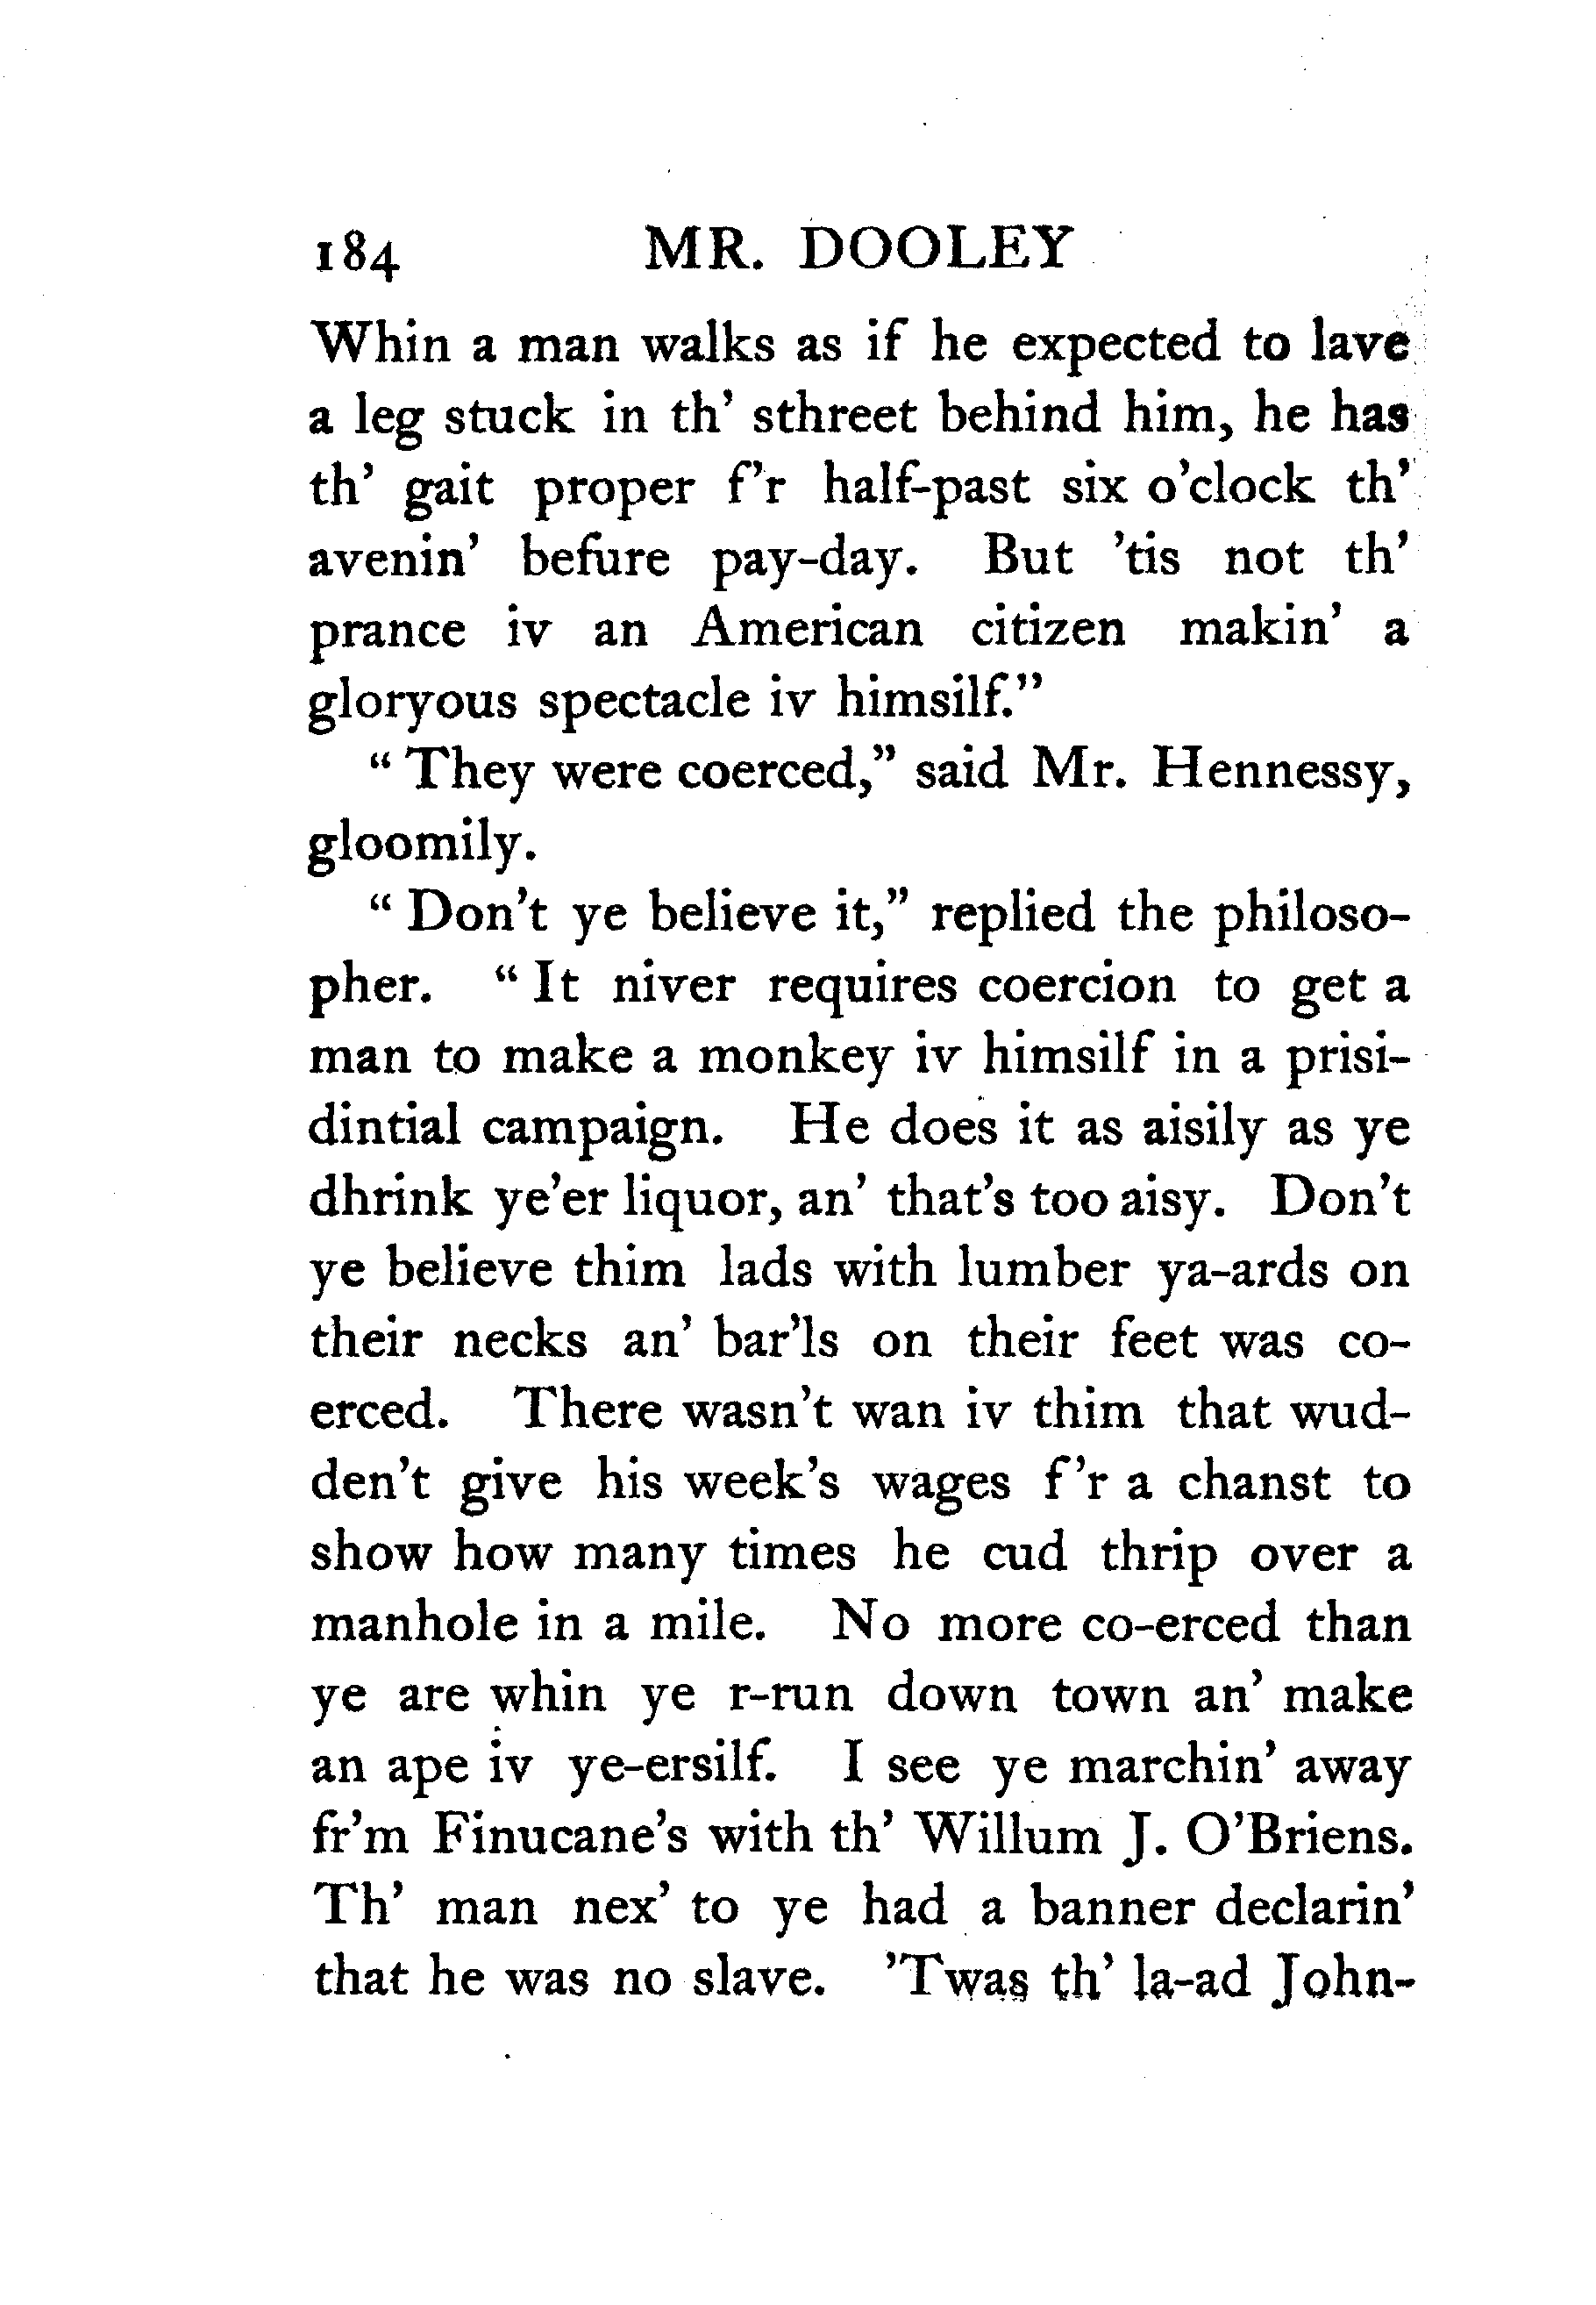 184 MR. DOOLEY
Whin a man walks as if he expected to lave
a leg stuck in th' sthreet behind him, he has
th' gait proper f'r half-past six o'clock th'
avenin' befure pay-day. But 'tis not th'
prance iv an American citizen makin' a
gloryous spectacle iv himsilf."
"They were coerced," said Mr. Hennessy,
gloomily.
"Don't ye believe it," replied the philoso-
pher. "It niver requires coercion to get a
man to make a monkey iv himsilf in a prisi-
dintial campaign. He does it as aisily as ye
dhrink ye'er liquor, an' that's too aisy. Don't
ye believe thim lads with lumber ya-ards on
their necks an' bar'ls on their feet was co-
erced. There wasn't wan iv thim that wud-
den't give his week's wages f'r a chanst to
show how many times he cud thrip over a
manhole in a mile. No more co-erced than
ye are whin ye r-run down town an' make
an ape iv ye-ersilf. I see ye marchin' away
fr'm Finucane's with th' Willum J. O'Briens.
Th' man nex' to ye had a banner declarin'
that he was no slave. 'Twas th' la-ad John-